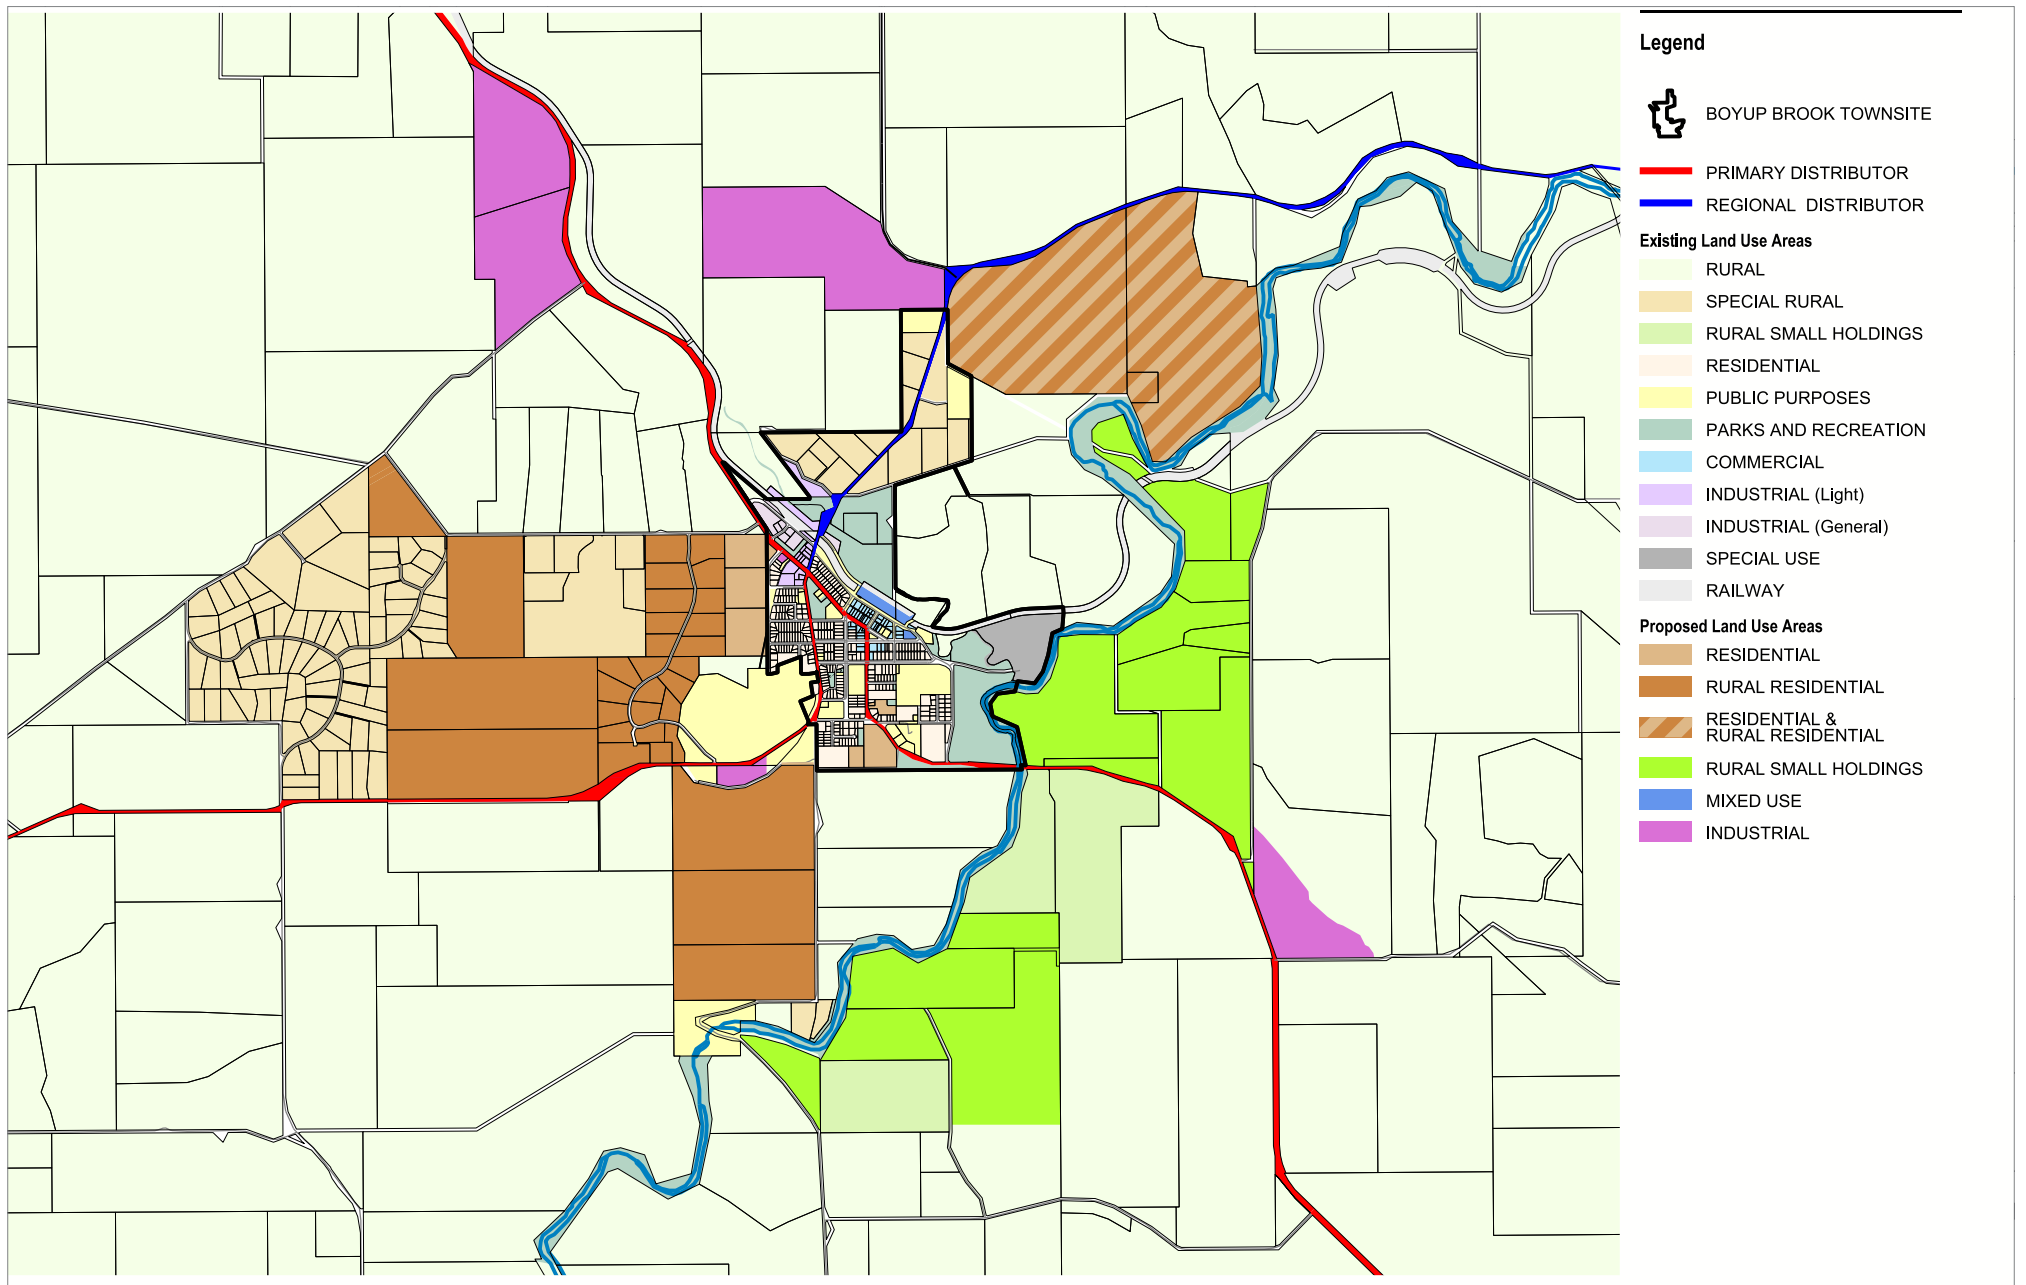 Legend
BOYUP BROOK TOWNSITE
PRIMARY DISTRIBUTOR
REGIONAL DISTRIBUTOR
Existing Land Use Areas
RURAL
SPECIAL RURAL
RURAL SMALL HOLDINGS
RESIDENTIAL
PUBLIC PURPOSES
PARKS AND RECREATION
COMMERCIAL
INDUSTRIAL (Light)
INDUSTRIAL (General)
SPECIAL USE
RAILWAY
Proposed Land Use Areas
RESIDENTIAL
RURAL RESIDENTIAL
RESIDENTIAL &
RURAL RESIDENTIAL
RURAL SMALL HOLDINGS
MIXED USE
INDUSTRIAL